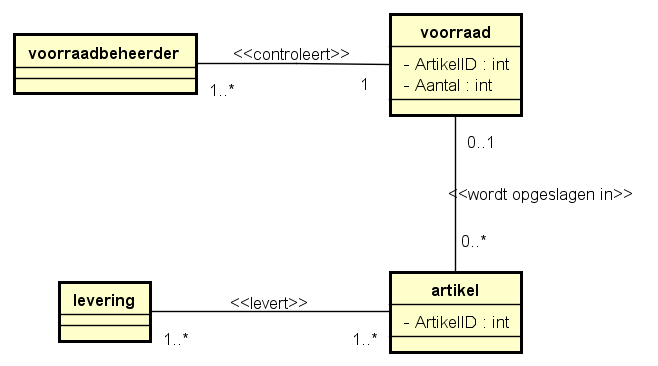 voorraadbeheerder
<<controleert>>
1..*
1
voorraad
- ArtikelID : int
- Aantal : int
0..1
<<wordt opgeslagen in>>
0..*
levering
<<levert>>
1..*
1..*
artikel
- ArtikelID : int